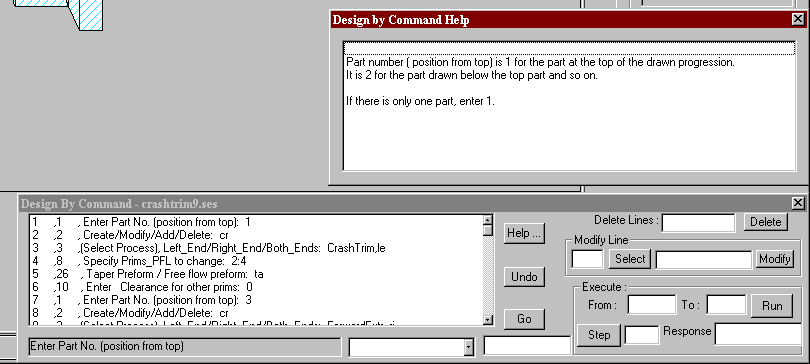 Design by Command Help
Part number ( position from top) is 1 for the part at the top of the drawn progression.
It is 2 for the part drawn below the top part and so on.
If there is only one part, enter 1.
Design By Command - crashtrim9.ses
1 ,1 , Enter Part No. (position from top): 1
2 ,2 , Create/Modify/Add/Delete: cr
3 ,3 ,(Select Process), Left_End/Right_End/Both_Ends: CrashTrim,le
4 ,8 , Specify Prims_PFL to change: 2:4
5 ,26 , Taper Preform / Free flow preform: ta
6 ,10 , Enter Clearance for other prims: 0
7 ,1 , Enter Part No. (position from top): 3
8 ,2 , Create/Modify/Add/Delete: cr
9 ,3 ,(Select Process), Left_End/Right_End/Both_Ends:
Enter Part No. (position from top)
Help ...
Undo
Go
Delete Lines :
Delete
Modify Line
Select
Modify
Execute :
From :
To :
Run
Step
Response